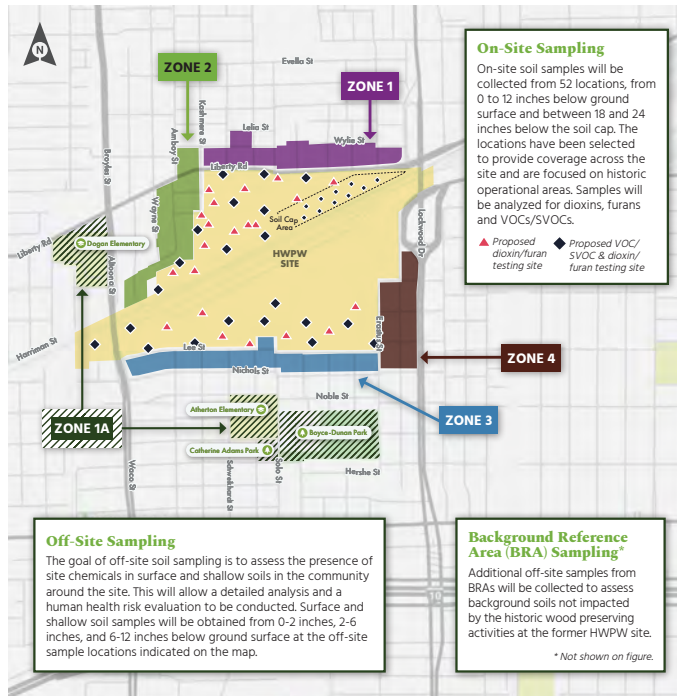 N
ZONE 2
ZONE 1
Evella St
Kashmere St
Lelia St
Wylie St
Amboy St
Broyles St
Liberty Rd
Wayne St
Soil Cap
Area
HWPW
SITE
Lockwood Dr
Liberty Rd
Dogan Elementary
Altoona St
Harriman St
Erastus St
Lee St
Nichols St
ZONE 4
ZONE 3
ZONE 1A
Noble St
Atherton Elementary
Boyce-Dunan Park
Catherine Adams Park
Solo St
Hershe St
Waco St
Schweikhardt St
10
On-Site Sampling
On-site soil samples will be
collected from 52 locations, from
0 to 12 inches below ground
surface and between 18 and 24
inches below the soil cap. The
locations have been selected
to provide coverage across the
site and are focused on historic
operational areas. Samples will
be analyzed for dioxins, furans
and VOCs/SVOCs.
Proposed
dioxin/furan
testing site
Proposed VOC/
SVOC & dioxin/
furan testing site
Off-Site Sampling
The goal of off-site soil sampling is to assess the presence of
site chemicals in surface and shallow soils in the community
around the site. This will allow a detailed analysis and a
human health risk evaluation to be conducted. Surface and
shallow soil samples will be obtained from 0-2 inches, 2-6
inches, and 6-12 inches below ground surface at the off-site
sample locations indicated on the map.
Background Reference
Area (BRA) Sampling*
Additional off-site samples from
BRAs will be collected to assess
background soils not impacted
by the historic wood preserving
activities at the former HWPW site.
* Not shown on figure.